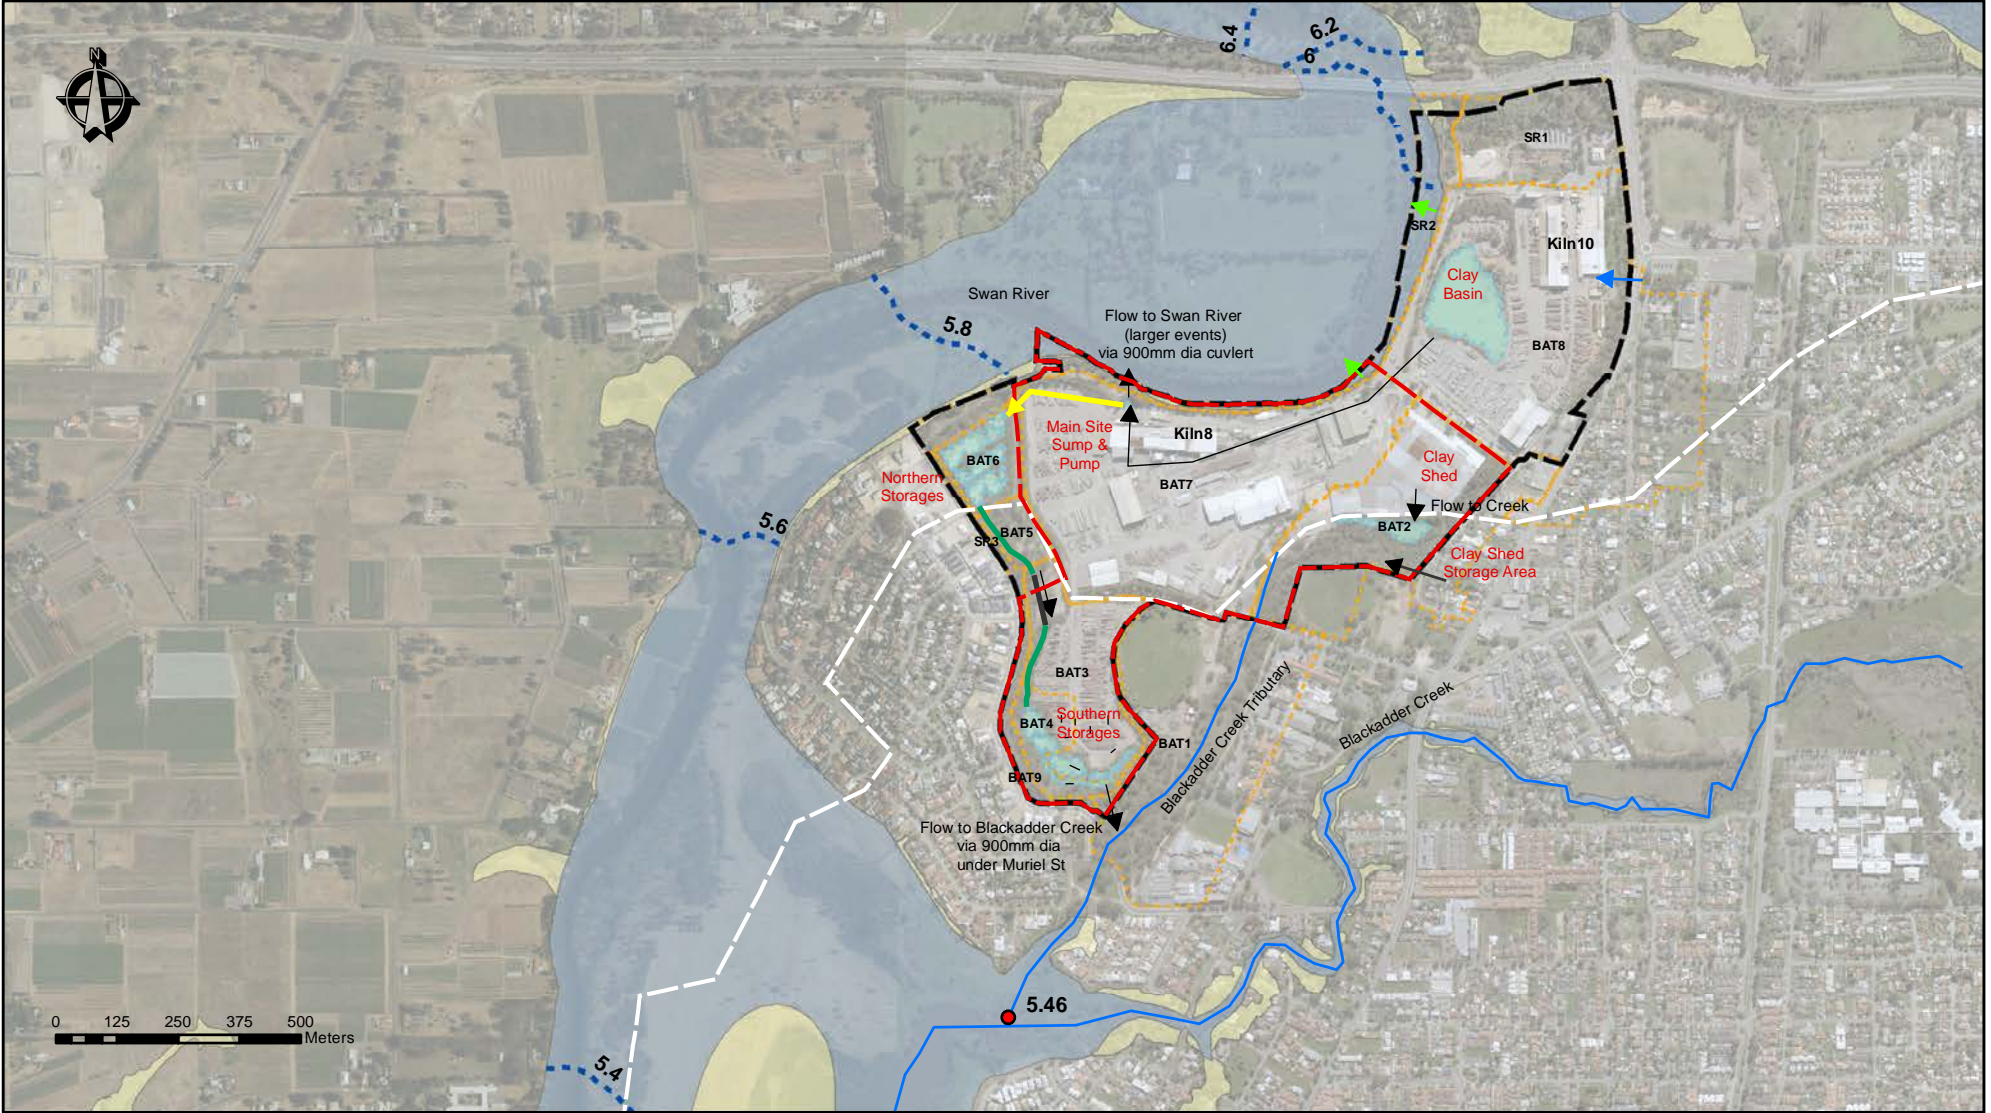 N
6.4
6.2
6
SR1
SR2
Kiln10
Clay
Basin
Swan River
5.8
Flow to Swan River
(larger events)
via 900mm dia cuvlert
BAT8
Main Site
Sump &
Pump
Kiln8
BAT6
Northern
Storages
BAT7
Clay
Shed
Flow to Creek
BAT2
5.6
SR3
BAT5
Clay Shed
Storage Area
BAT3
Southern
Storages
BAT4
BAT1
BAT9
Blackadder Creek Tributary
Blackadder Creek
Flow to Blackadder Creek
via 900mm dia
under Muriel St
5.46
0 125 250 375 500
Meters
5.4